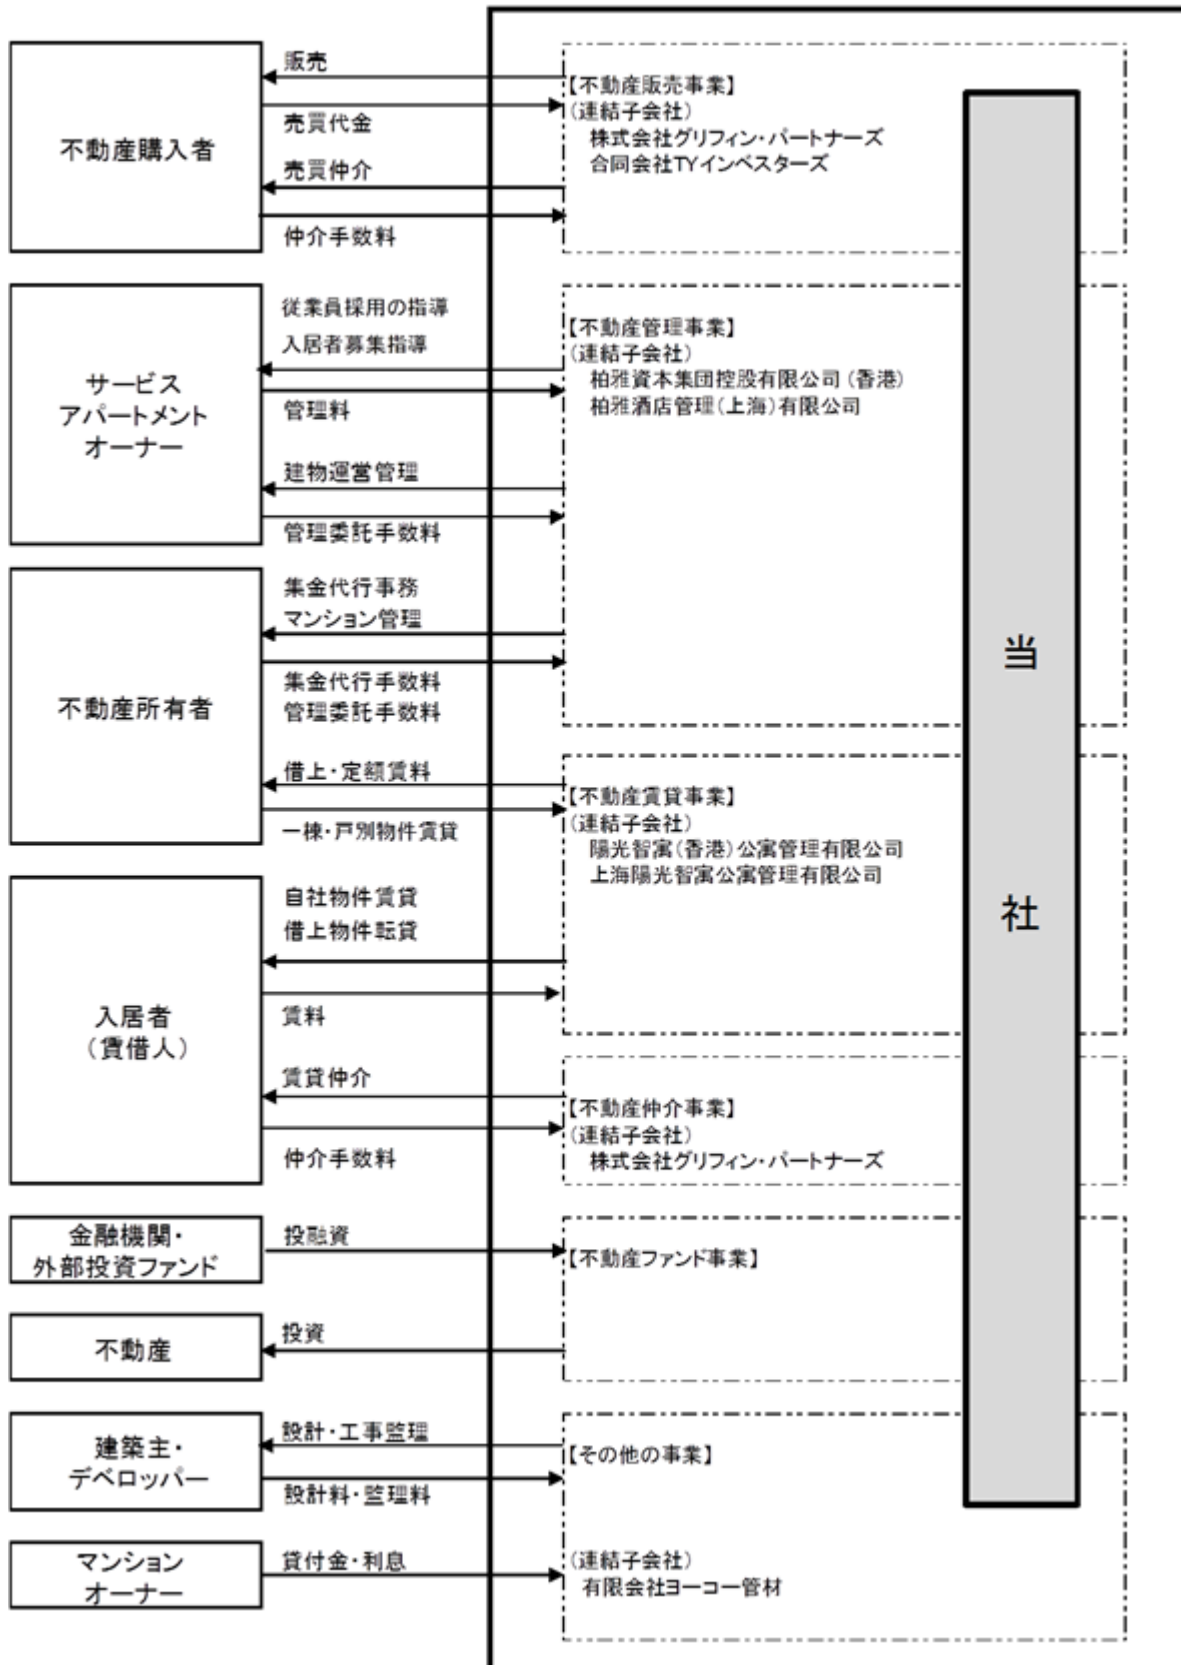 不動産購入者
販売
売買代金
売買仲介
仲介手数料
【不動産販売事業】
(連結子会社)
株式会社グリフィン・パートナーズ
合同会社TYインベスターズ
サービス
アパートメント
オーナー
従業員採用の指導
入居者募集指導
管理料
建物運営管理
管理委託手数料
【不動産管理事業】
(連結子会社)
柏雅資本集団控股有限公司(香港)
柏雅酒店管理(上海)有限公司
不動産所有者
集金代行事務
マンション管理
集金代行手数料
管理委託手数料
借上・定額賃料
一棟・戸別物件賃貸
【不動産賃貸事業】
(連結子会社)
陽光智寓(香港)公寓管理有限公司
上海陽光智寓公寓管理有限公司
入居者
(賃借人)
自社物件賃貸
借上物件転貸
賃料
賃貸仲介
仲介手数料
【不動産仲介事業】
(連結子会社)
株式会社グリフィン・パートナーズ
金融機関・
外部投資ファンド
投融資
【不動産ファンド事業】
不動産
投資
建築主・
デベロッパー
設計・工事監理
設計料・監理料
【その他の事業】
マンション
オーナー
貸付金・利息
(連結子会社)
有限会社ヨーコー管材
当
社